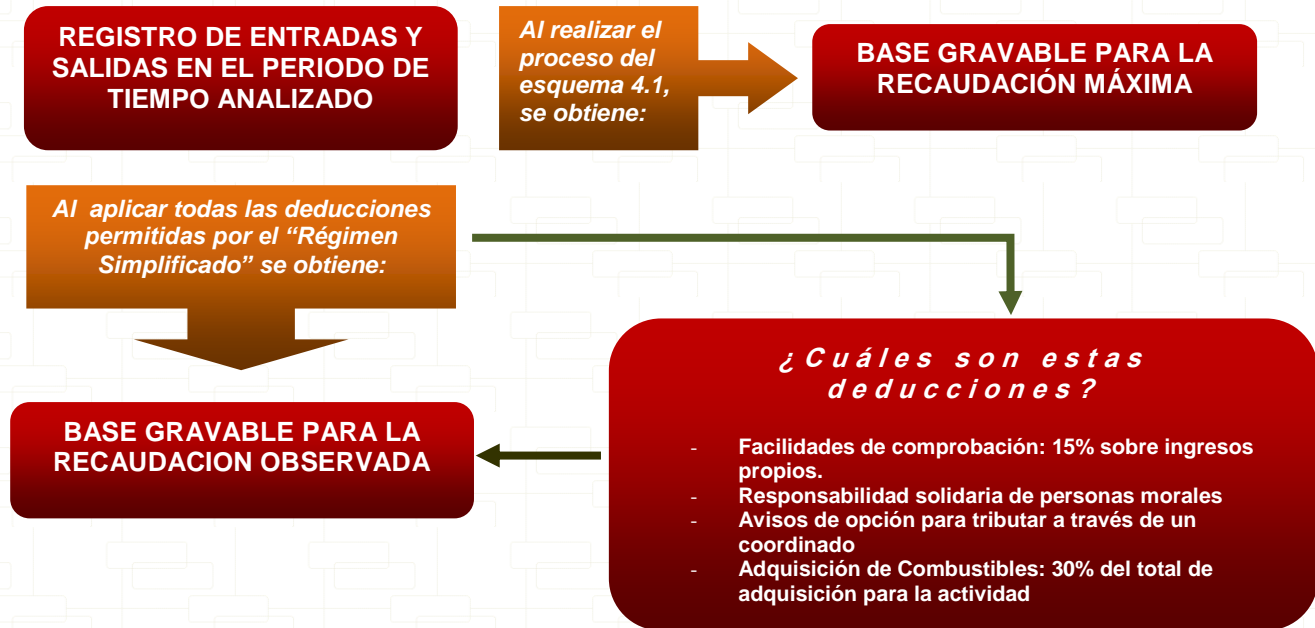 REGISTRO DE ENTRADAS Y
SALIDAS EN EL PERIODO DE
TIEMPO ANALIZADO
Al realizar el
proceso del
esquema 4.1,
se obtiene:
BASE GRAVABLE PARA LA
RECAUDACIÓN MÁXIMA
Al aplicar todas las deducciones
permitidas por el “Régimen
Simplificado” se obtiene:
¿Cuáles son estas
deducciones?
- Facilidades de comprobación: 15% sobre ingresos
propios.
- Responsabilidad solidaria de personas morales
- Avisos de opción para tributar a través de un
coordinado
- Adquisición de Combustibles: 30% del total de
adquisición para la actividad
BASE GRAVABLE PARA LA
RECAUDACION OBSERVADA